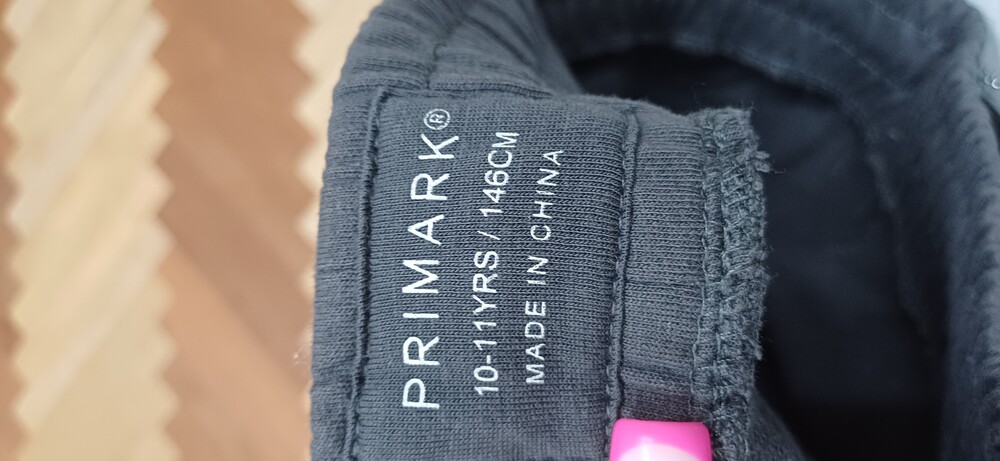 PRIMARK®
10-11YRS / 146CM
MADE IN CHINA